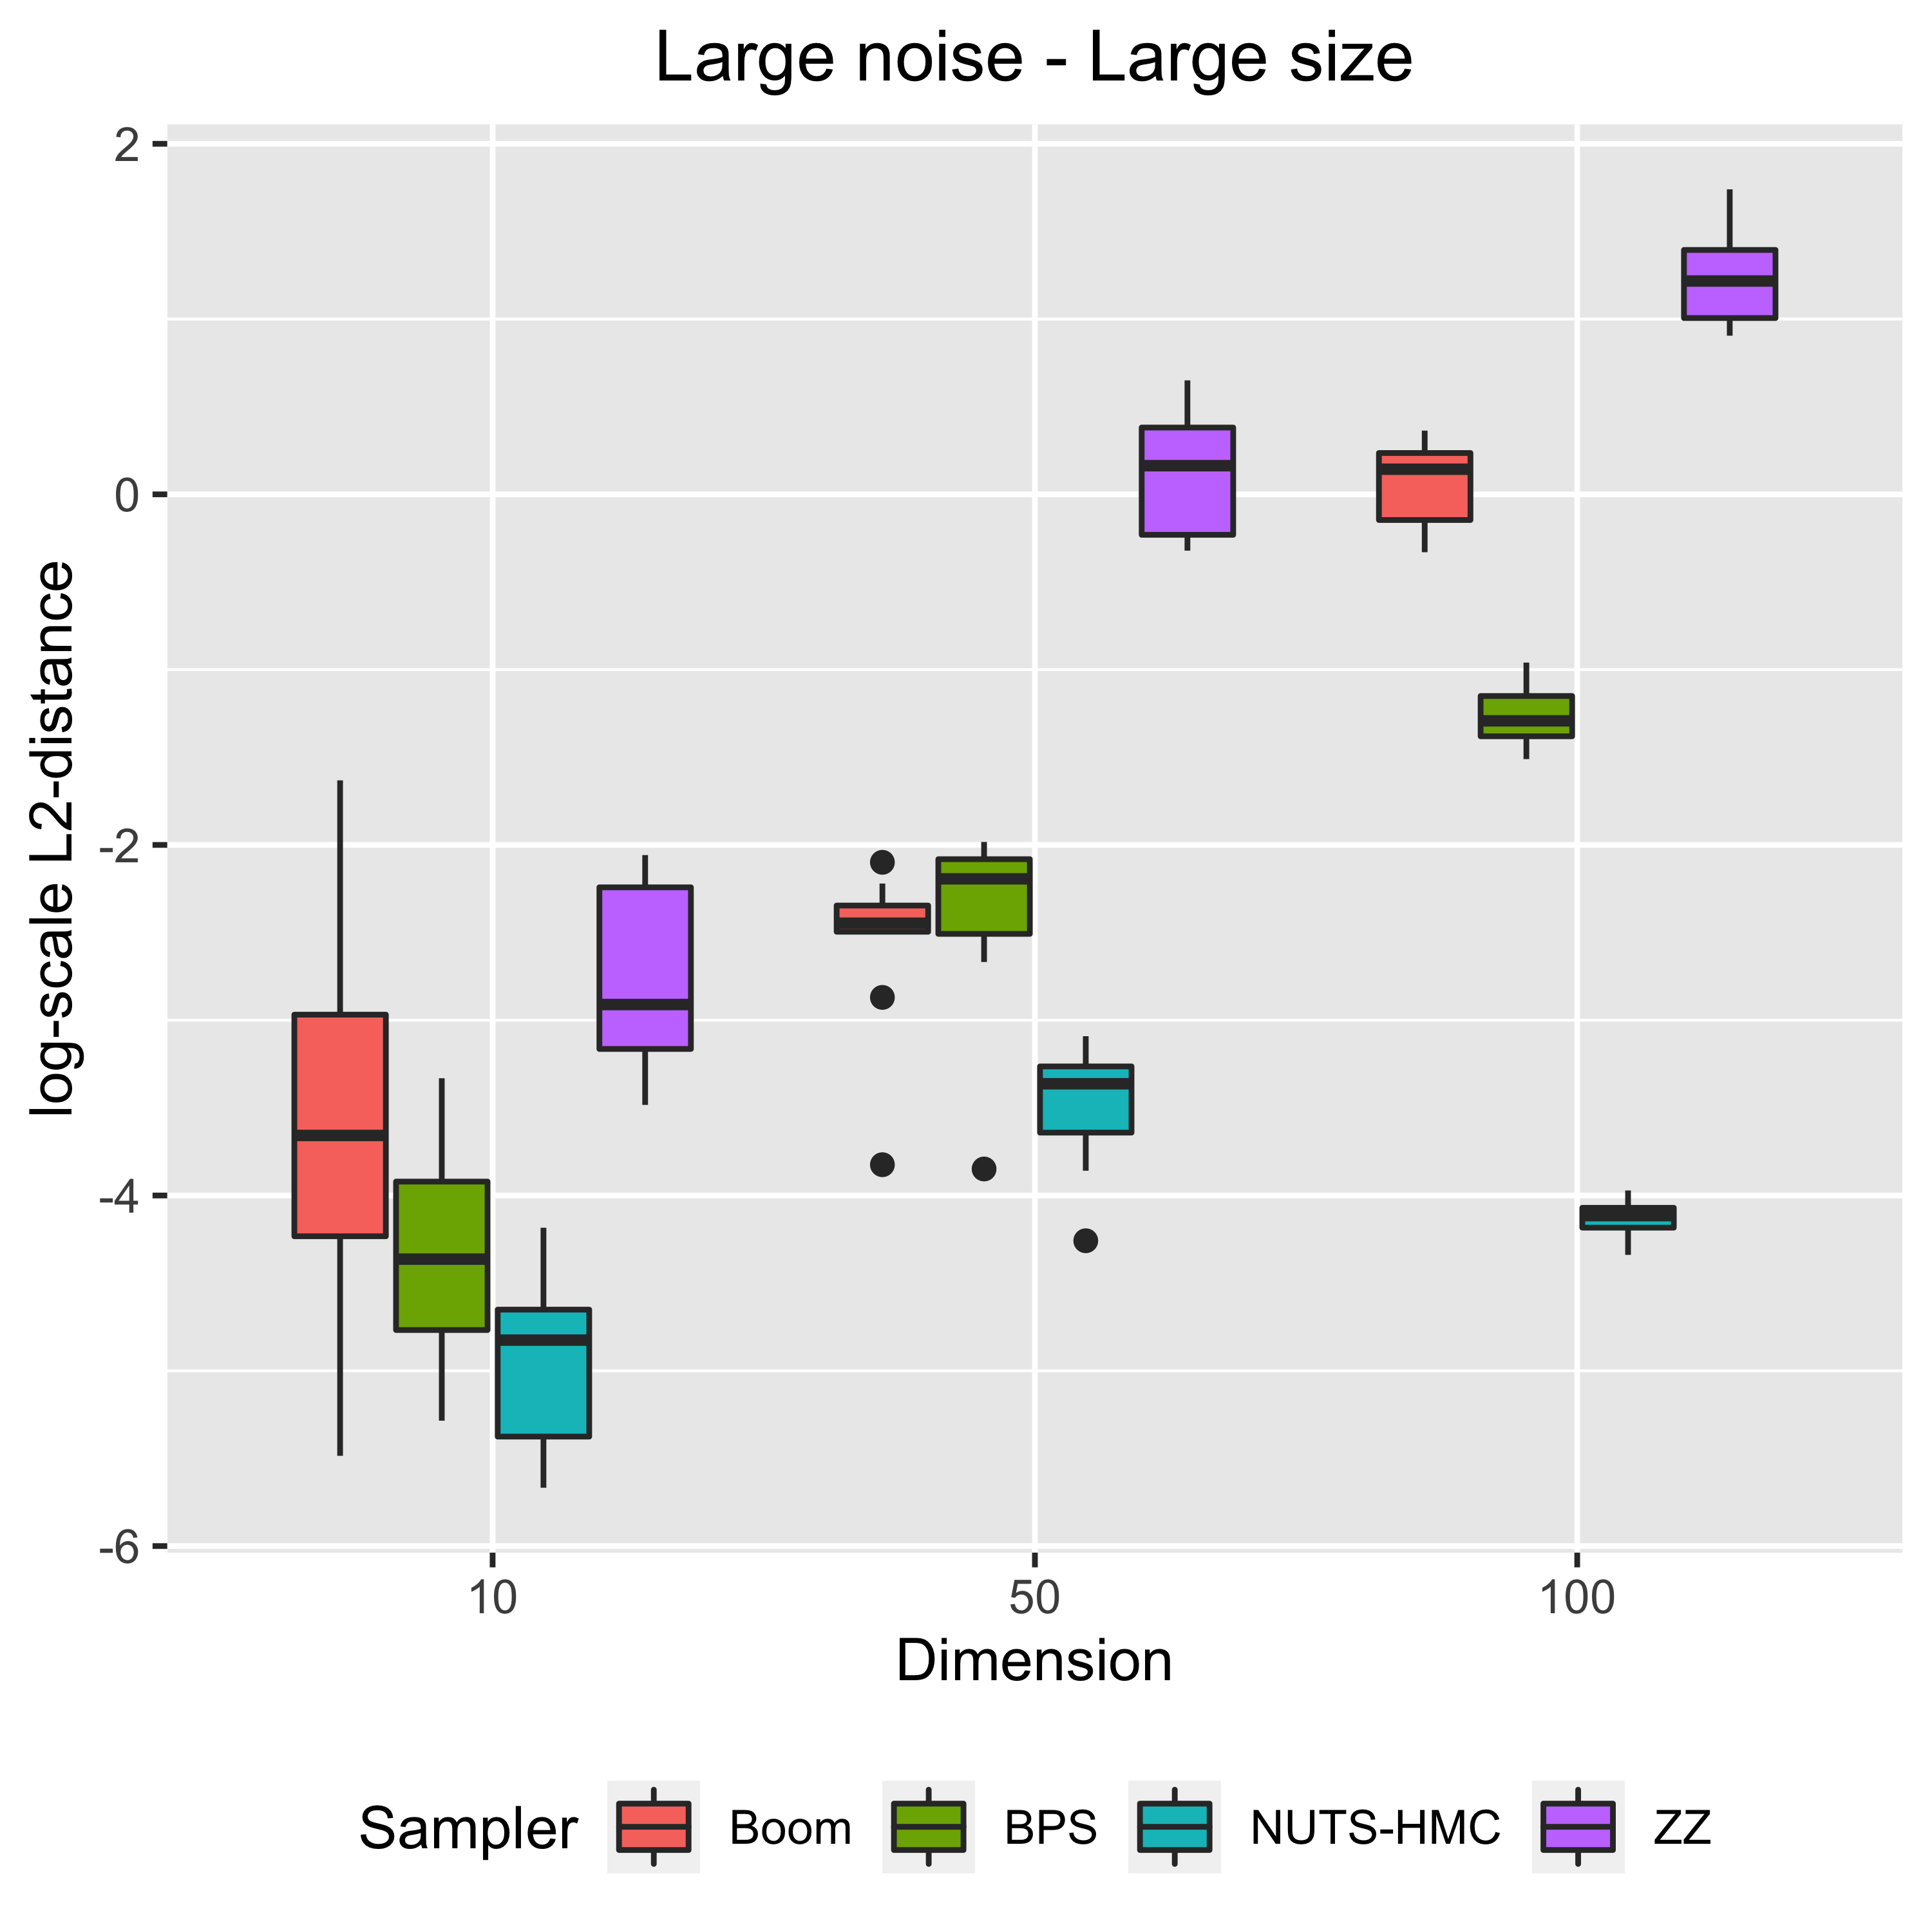 Large noise - Large size
log-scale L2-distance
2
0
-2
-4
-6
10 50 100
Dimension
Sampler Boom BPS NUTS-HMC ZZ